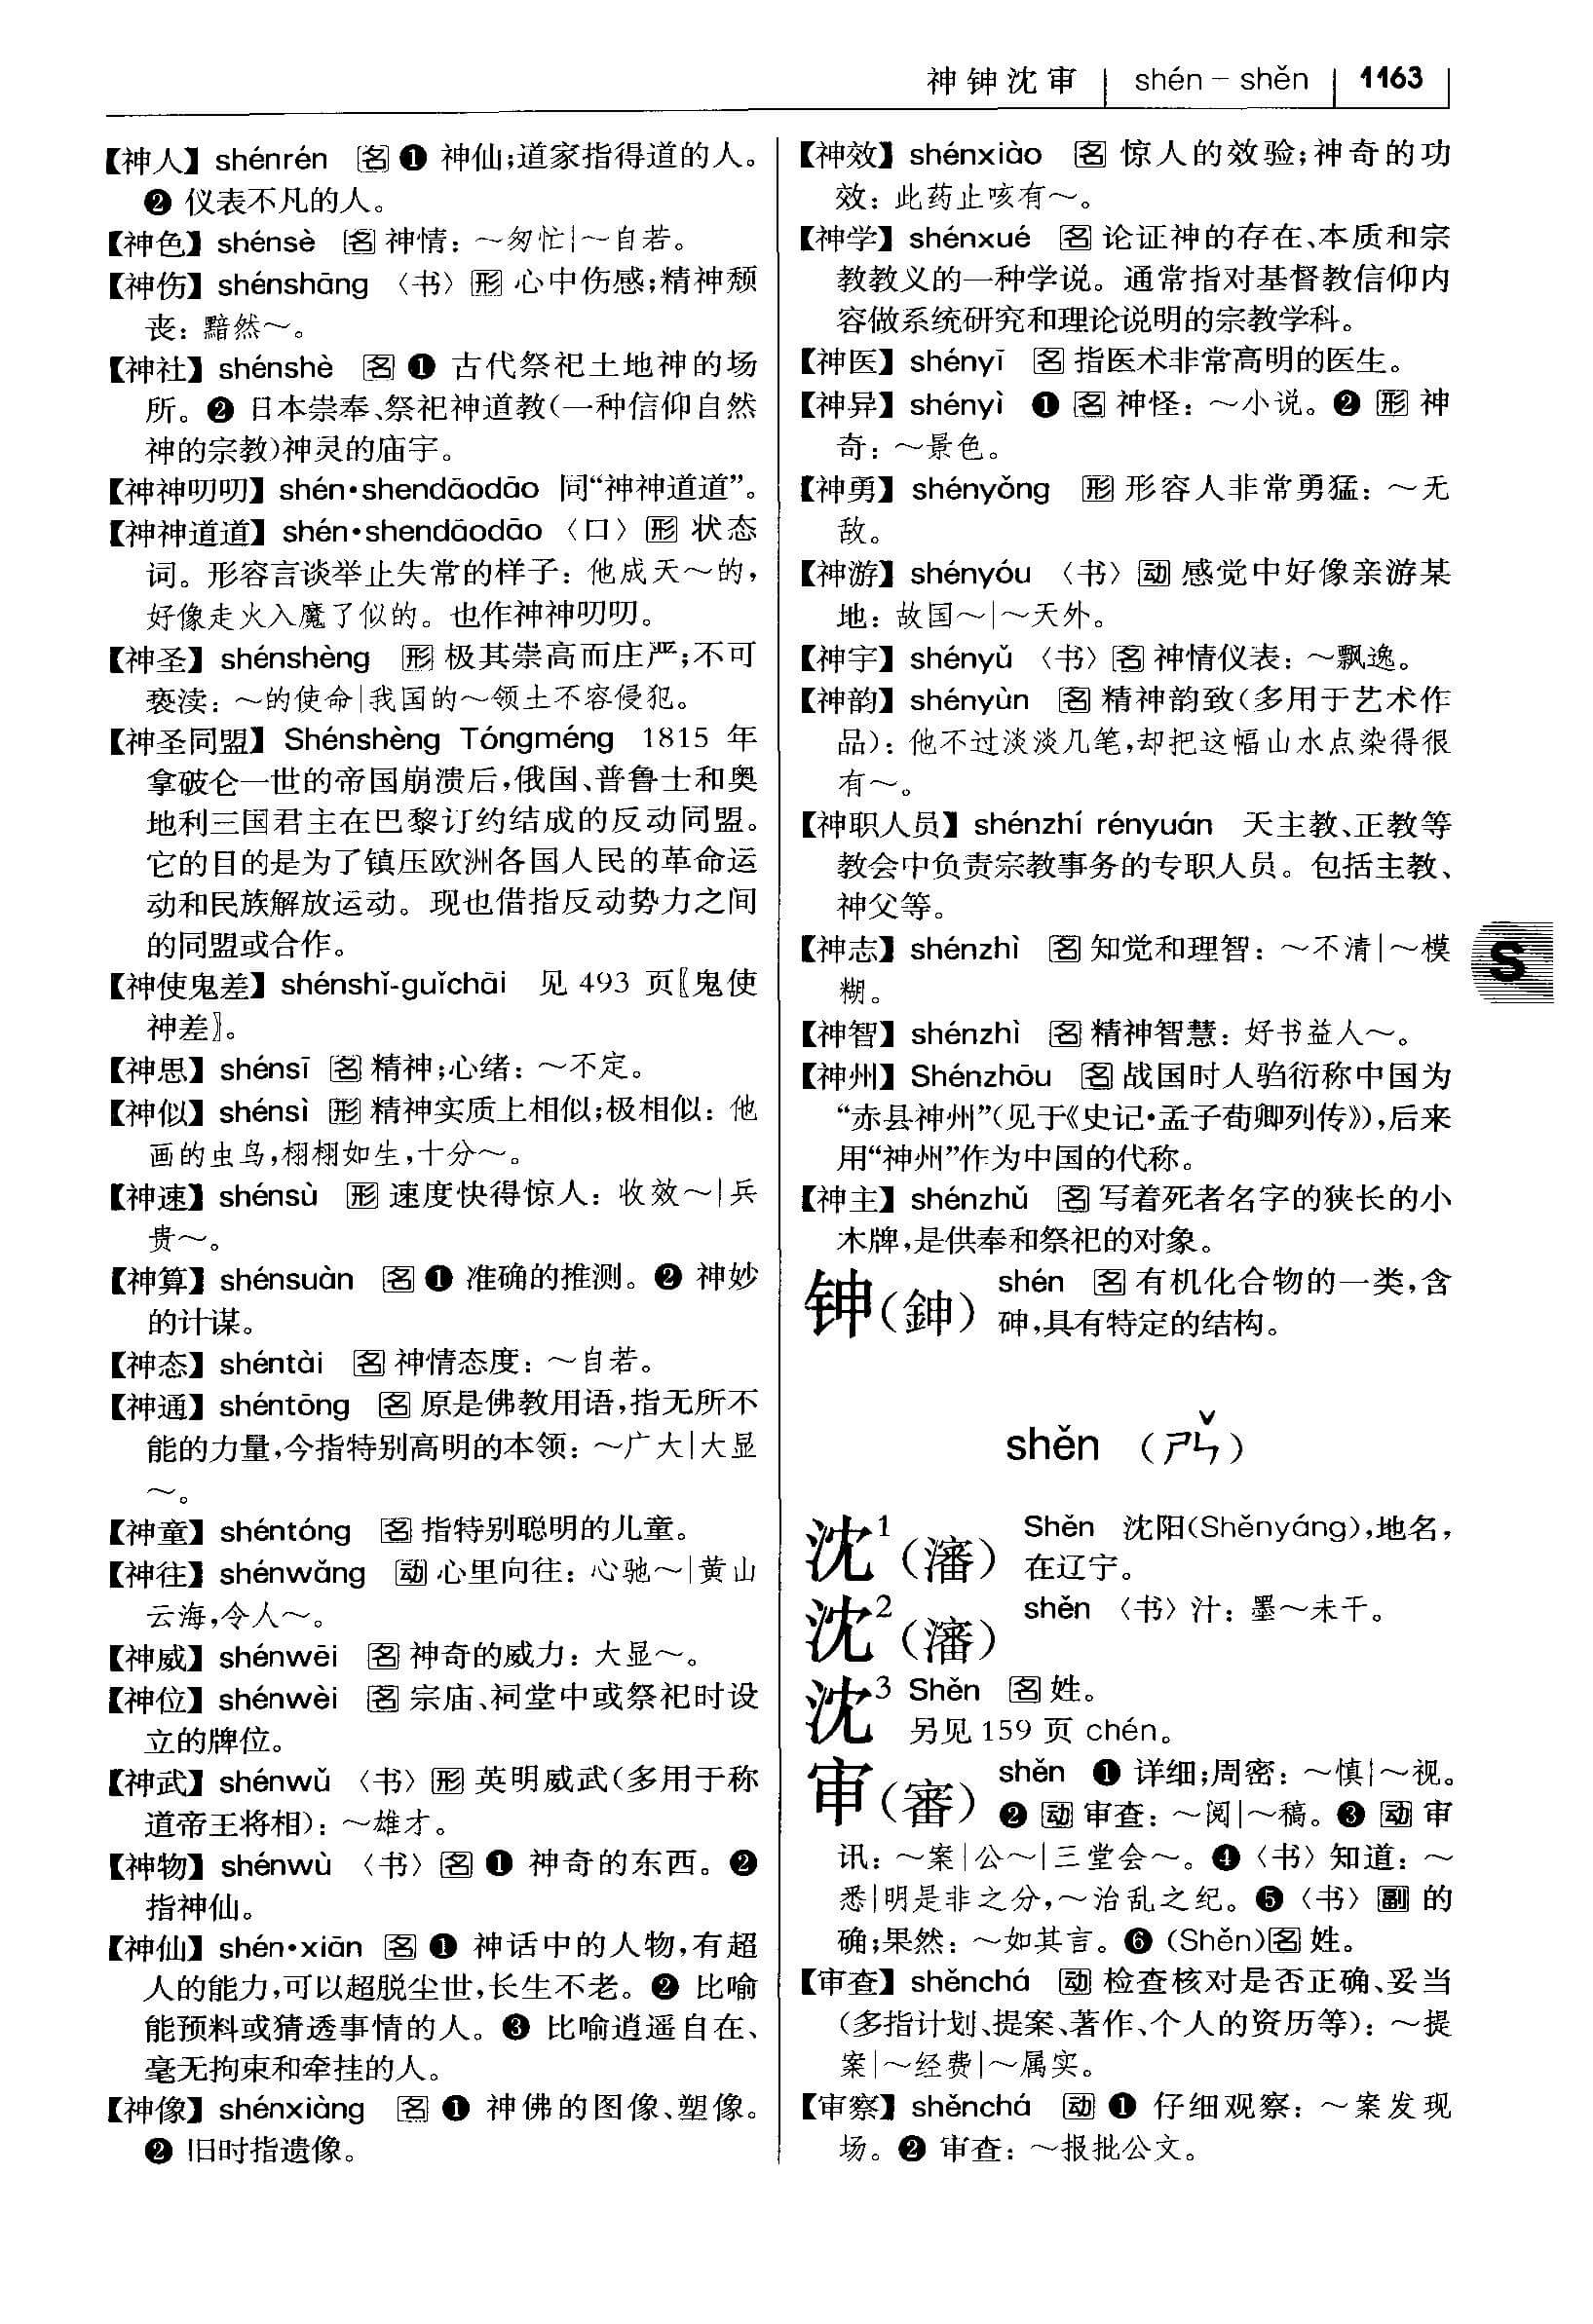 神钟沈审 | shén – shěn | 1163
【神人】 shénrén 名 ❶ 神仙;道家指得道的人。
❷ 仪表不凡的人。
【神色】 shénsè 名 神情: ～匆忙|～自若。
【神伤】 shénshāng 〈书〉 形 心中伤感;精神颓
丧: 黯然～。
【神社】 shénshè 名 ❶ 古代祭祀土地神的场
所。❷ 日本崇奉、祭祀神道教(一种信仰自然
神的宗教)神灵的庙宇。
【神神叨叨】 shén•shendāodāo 同“神神道道”。
【神神道道】 shén•shendāodāo 〈口〉 形 状态
词。形容言谈举止失常的样子: 他成天～的,
好像走火入魔了似的。也作神神叨叨。
【神圣】 shénshèng 形 极其崇高而庄严;不可
亵渎: ～的使命|我国的～领土不容侵犯。
【神圣同盟】 Shénshèng Tóngméng 1815 年
拿破仑一世的帝国崩溃后,俄国、普鲁士和奥
地利三国君主在巴黎订约结成的反动同盟。
它的目的是为了镇压欧洲各国人民的革命运
动和民族解放运动。现也借指反动势力之间
的同盟或合作。
【神使鬼差】 shénshǐ-guǐchāi 见 493 页〖鬼使
神差〗。
【神思】 shénsī 名 精神;心绪: ～不定。
【神似】 shénsì 形 精神实质上相似;极相似: 他
画的虫鸟,栩栩如生,十分～。
【神速】 shénsù 形 速度快得惊人: 收效～|兵
贵～。
【神算】 shénsuàn 名 ❶ 准确的推测。❷ 神妙
的计谋。
【神态】 shéntài 名 神情态度: ～自若。
【神通】 shéntōng 名 原是佛教用语,指无所不
能的力量,今指特别高明的本领: ～广大|大显
～。
【神童】 shéntóng 名 指特别聪明的儿童。
【神往】 shénwǎng 动 心里向往: 心驰～|黄山
云海,令人～。
【神威】 shénwēi 名 神奇的威力: 大显～。
【神位】 shénwèi 名 宗庙、祠堂中或祭祀时设
立的牌位。
【神武】 shénwǔ 〈书〉 形 英明威武(多用于称
道帝王将相): ～雄才。
【神物】 shénwù 〈书〉 名 ❶ 神奇的东西。❷
指神仙。
【神仙】 shén•xiān 名 ❶ 神话中的人物,有超
人的能力,可以超脱尘世,长生不老。❷ 比喻
能预料或猜透事情的人。❸ 比喻逍遥自在、
毫无拘束和牵挂的人。
【神像】 shénxiàng 名 ❶ 神佛的图像、塑像。
❷ 旧时指遗像。
【神效】 shénxiào 名 惊人的效验;神奇的功
效: 此药止咳有～。
【神学】 shénxué 名 论证神的存在、本质和宗
教教义的一种学说。通常指对基督教信仰内
容做系统研究和理论说明的宗教学科。
【神医】 shényī 名 指医术非常高明的医生。
【神异】 shényì ❶ 名 神怪: ～小说。❷ 形 神
奇: ～景色。
【神勇】 shényǒng 形 形容人非常勇猛: ～无
敌。
【神游】 shényóu 〈书〉 动 感觉中好像亲游某
地: 故国～|～天外。
【神宇】 shényǔ 〈书〉 名 神情仪表: ～飘逸。
【神韵】 shényùn 名 精神韵致(多用于艺术作
品): 他不过淡淡几笔,却把这幅山水点染得很
有～。
【神职人员】 shénzhí rényuán 天主教、正教等
教会中负责宗教事务的专职人员。包括主教、
神父等。
【神志】 shénzhì 名 知觉和理智: ～不清|～模
糊。
【神智】 shénzhì 名 精神智慧: 好书益人～。
【神州】 Shénzhōu 名 战国时人驺衍称中国为
“赤县神州”(见于《史记•孟子荀卿列传》),后来
用“神州”作为中国的代称。
【神主】 shénzhǔ 名 写着死者名字的狭长的小
木牌,是供奉和祭祀的对象。
钟(鉮) shén 名 有机化合物的一类,含
砷,具有特定的结构。
S
shěn (ㄕㄣˇ)
沈¹(瀋) Shěn 沈阳(Shěnyáng),地名,
在辽宁。
沈²(瀋) shěn 〈书〉 汁: 墨～未干。
沈³ Shěn 名 姓。
另见 159 页 chén。
审(審) shěn ❶ 详细;周密: ～慎|～视。
❷ 动 审查: ～阅|～稿。❸ 动 审
讯: ～案|公～|三堂会～。❹〈书〉知道: ～
悉|明是非之分,～治乱之纪。❺〈书〉 副 的
确;果然: ～如其言。❻ (Shěn) 名 姓。
【审查】 shěnchá 动 检查核对是否正确、妥当
(多指计划、提案、著作、个人的资历等): ～提
案|～经费|～属实。
【审察】 shěnchá 动 ❶ 仔细观察: ～案发现
场。❷ 审查: ～报批公文。